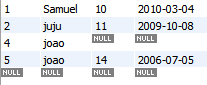 1 Samuel 10 2010-03-04
2 juju 11 2009-10-08
4 joao NULL NULL
5 joao 14 2006-07-05
NULL NULL NULL NULL